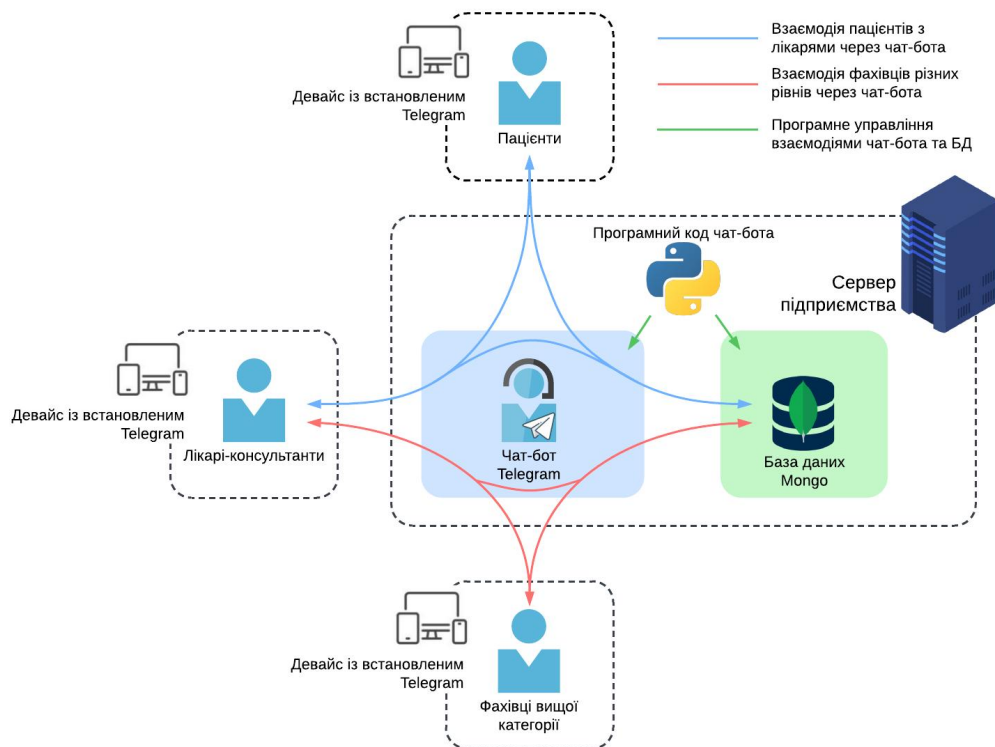 Взаємодія пацієнтів з
лікарями через чат-бота
Взаємодія фахівців різних
рівнів через чат-бота
Програмне управління
взаємодіями чат-бота та БД
Девайс із встановленим
Telegram
Пацієнти
Програмний код чат-бота
Сервер
підприємства
Девайс із встановленим
Telegram
Лікарі-консультанти
Чат-бот
Telegram
База даних
Mongo
Девайс із встановленим
Telegram
Фахівці вищої
категорії